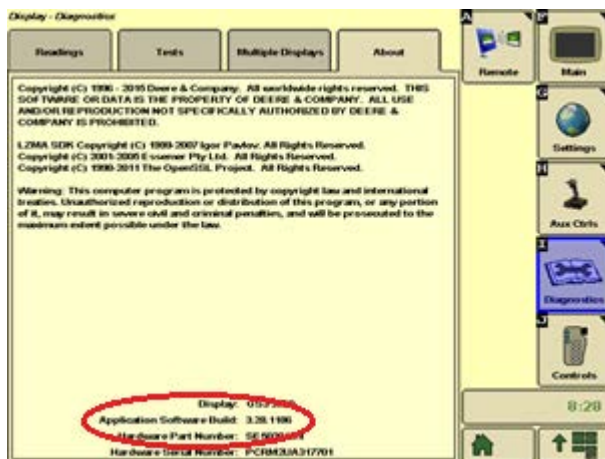 Display - Diagnostics
Readings
Tests
Multiple Displays
About
Copyright (C) 1996 - 2015 Deere & Company. All worldwide rights reserved. THIS
SOFTWARE OR DATA IS THE PROPERTY OF DEERE & COMPANY. ALL USE
AND/OR REPRODUCTION NOT SPECIFICALLY AUTHORIZED BY DEERE &
COMPANY IS PROHIBITED.
LZMA SDK Copyright (C) 1999-2007 Igor Pavlov. All Rights Reserved.
Copyright (C) 2001-2006 Essemer Pty Ltd. All Rights Reserved.
Copyright (C) 1998-2011 The OpenSSL Project. All Rights Reserved.
Warning: This computer program is protected by copyright law and international
treaties. Unauthorized reproduction or distribution of this program, or any portion
of it, may result in severe civil and criminal penalties, and will be prosecuted to the
maximum extent possible under the law.
Display:
Application Software Build: 3.28.1186
Hardware Part Number:
Hardware Serial Number: PCRM2UA317701
A
Remote
F
Main
G
Settings
H
Aux Ctrls
I
Diagnostics
J
Controls
8:28